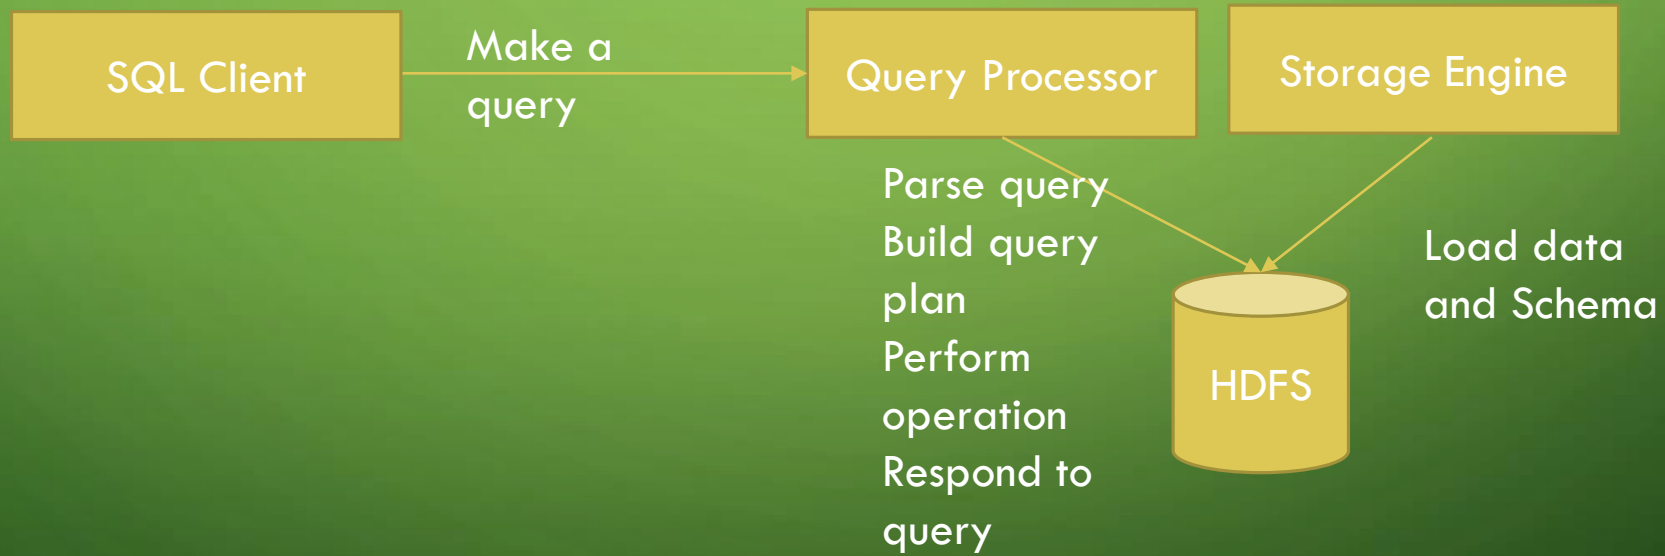 SQL Client
Make a
query
Query Processor
Storage Engine
Parse query
Build query
plan
Perform
operation
Respond to
query
HDFS
Load data
and Schema